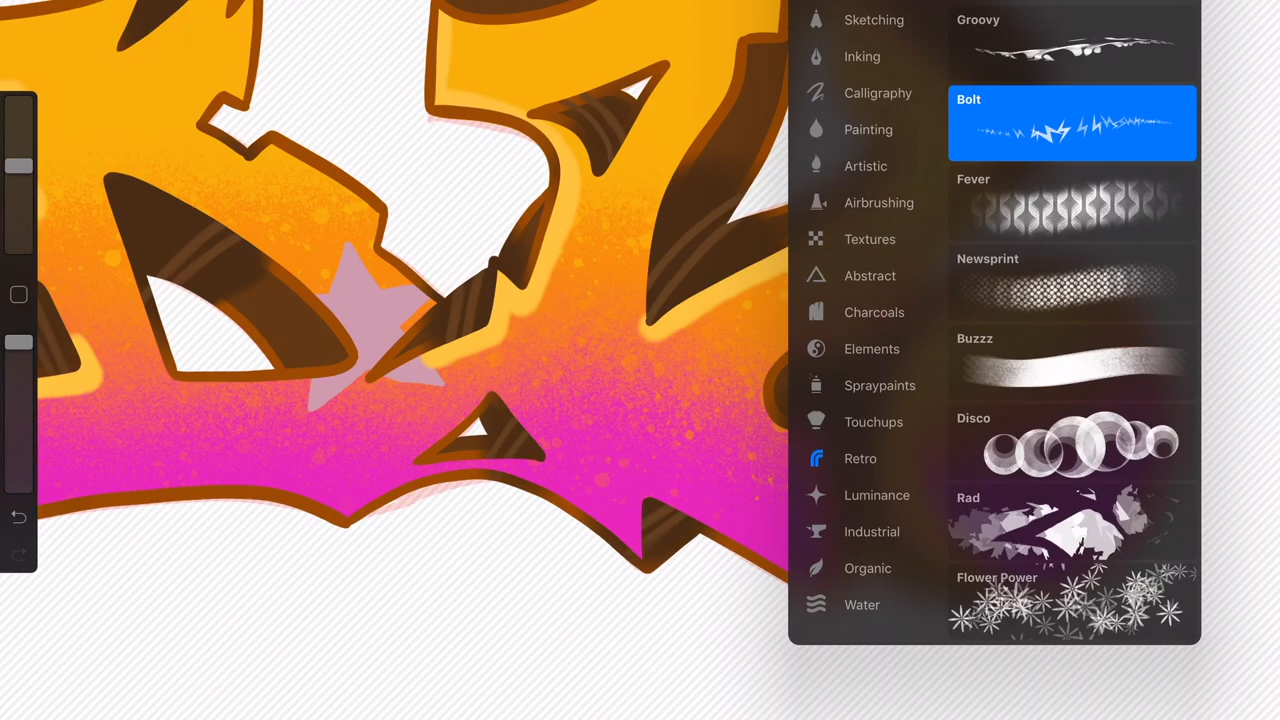 Sketching
Inking
Calligraphy
Painting
Artistic
Airbrushing
Textures
Abstract
Charcoals
Elements
Spraypaints
Touchups
Retro
Luminance
Industrial
Organic
Water
Groovy
Bolt
Fever
Newsprint
Buzzz
Disco
Rad
Flower Power